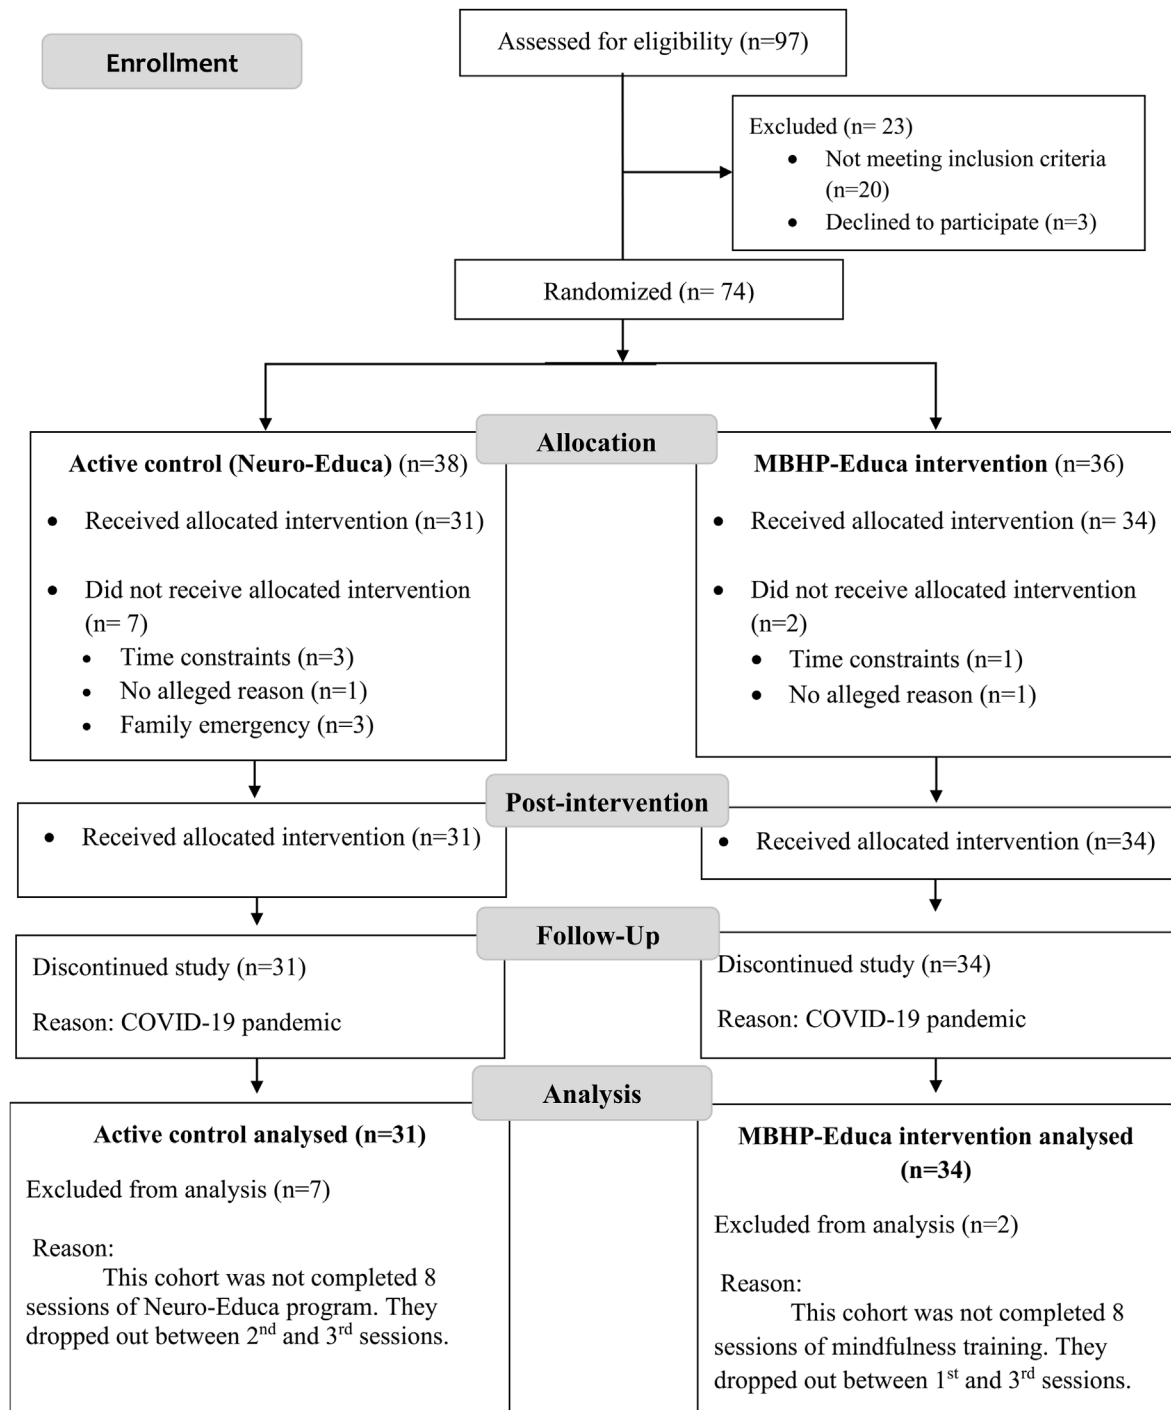 Enrollment
Assessed for eligibility (n=97)
Excluded (n= 23)
• Not meeting inclusion criteria
(n=20)
• Declined to participate (n=3)
Randomized (n= 74)
Allocation
Active control (Neuro-Educa) (n=38)
• Received allocated intervention (n=31)
• Did not receive allocated intervention
(n= 7)
• Time constraints (n=3)
• No alleged reason (n=1)
• Family emergency (n=3)
MBHP-Educa intervention (n=36)
• Received allocated intervention (n= 34)
• Did not receive allocated intervention
(n=2)
• Time constraints (n=1)
• No alleged reason (n=1)
Post-intervention
• Received allocated intervention (n=31)
• Received allocated intervention (n=34)
Follow-Up
Discontinued study (n=31)
Reason: COVID-19 pandemic
Discontinued study (n=34)
Reason: COVID-19 pandemic
Analysis
Active control analysed (n=31)
Excluded from analysis (n=7)
Reason:
This cohort was not completed 8
sessions of Neuro-Educa program. They
dropped out between 2nd and 3rd sessions.
MBHP-Educa intervention analysed
(n=34)
Excluded from analysis (n=2)
Reason:
This cohort was not completed 8
sessions of mindfulness training. They
dropped out between 1st and 3rd sessions.